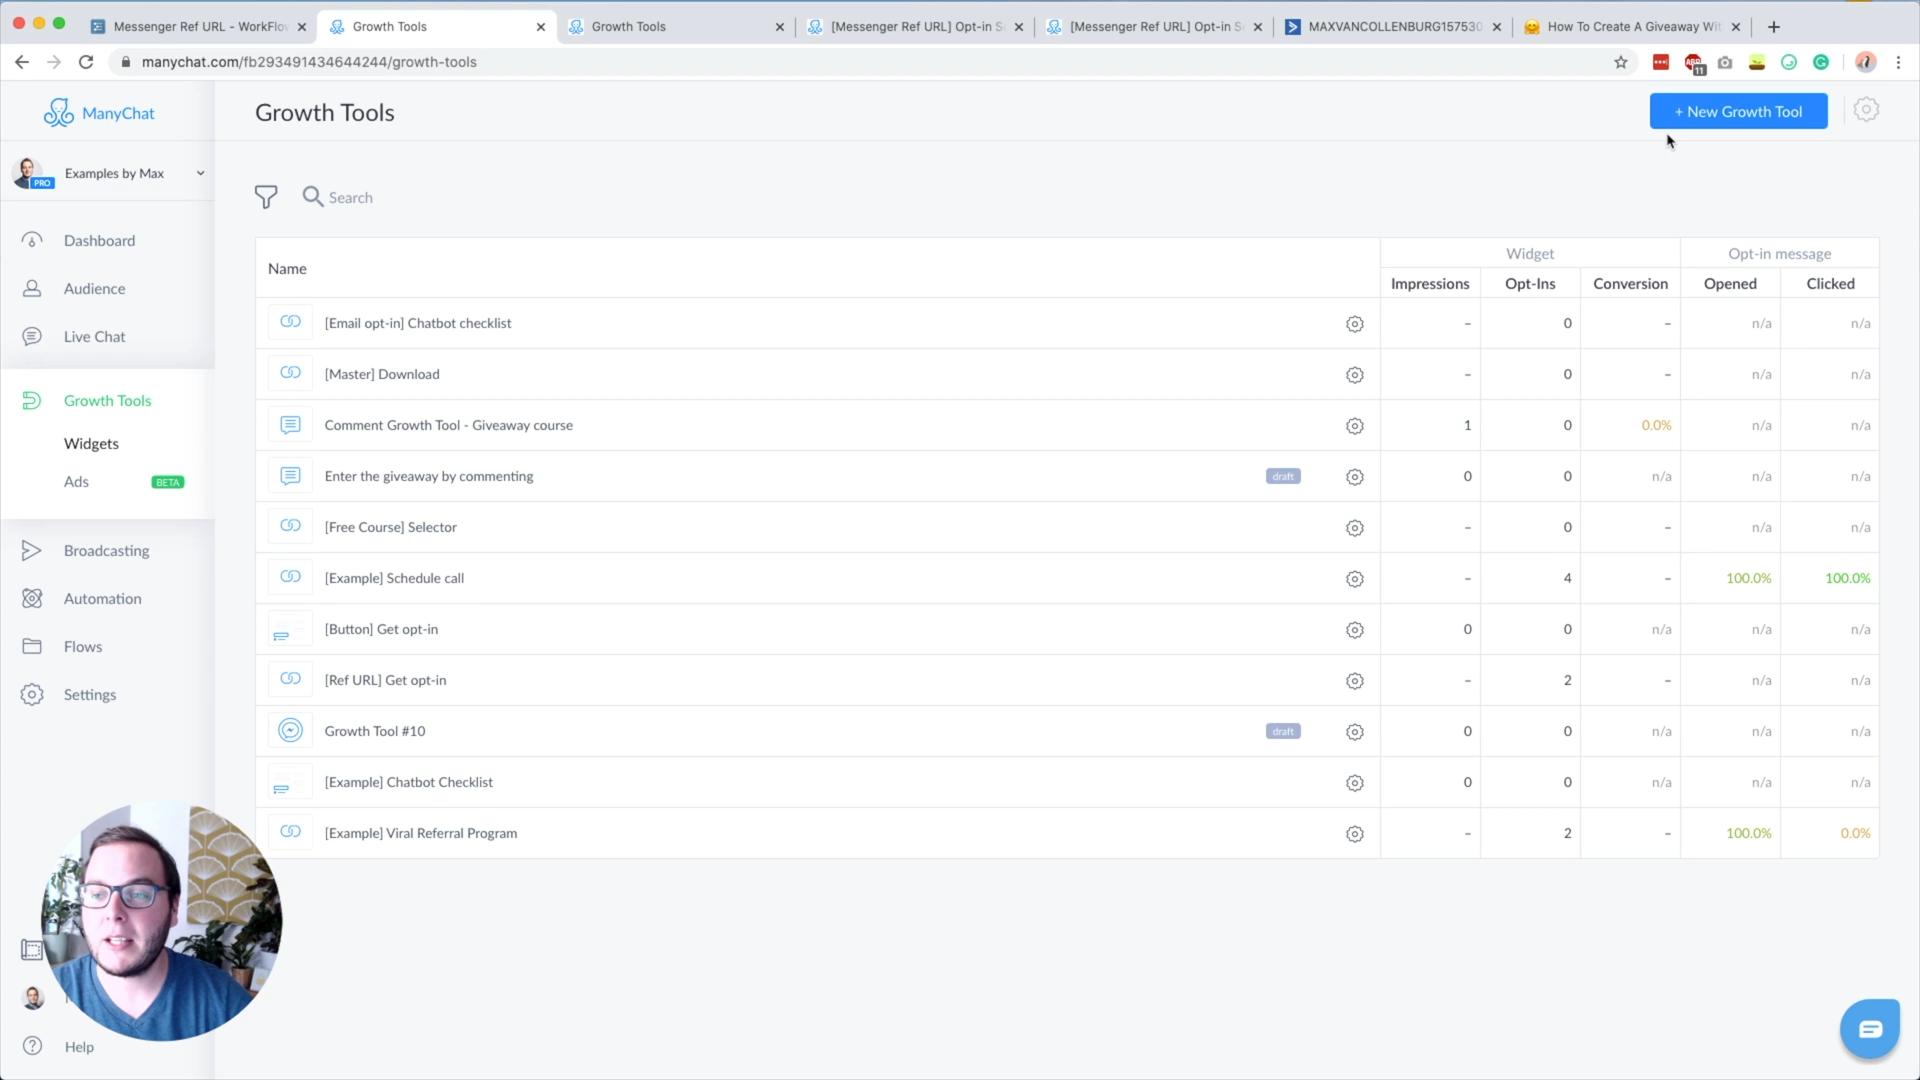 Messenger Ref URL - WorkFlow
Growth Tools
Growth Tools
[Messenger Ref URL] Opt-in S
[Messenger Ref URL] Opt-in S
MAXVANCOLLENBURG157530
How To Create A Giveaway Wit
manychat.com/fb293491434644244/growth-tools
11
ManyChat
Growth Tools
+ New Growth Tool
PRO
Examples by Max
Search
Dashboard
Audience
Live Chat
Growth Tools
Widgets
Ads
BETA
Broadcasting
Automation
Flows
Settings
Help
Name
Widget
Opt-in message
Impressions
Opt-Ins
Conversion
Opened
Clicked
[Email opt-in] Chatbot checklist – 0 – n/a n/a
[Master] Download – 0 – n/a n/a
Comment Growth Tool - Giveaway course 1 0 0.0% n/a n/a
Enter the giveaway by commenting draft 0 0 n/a n/a n/a
[Free Course] Selector – 0 – n/a n/a
[Example] Schedule call – 4 – 100.0% 100.0%
[Button] Get opt-in 0 0 n/a n/a n/a
[Ref URL] Get opt-in – 2 – n/a n/a
Growth Tool #10 draft 0 0 n/a n/a n/a
[Example] Chatbot Checklist 0 0 n/a n/a n/a
[Example] Viral Referral Program – 2 – 100.0% 0.0%